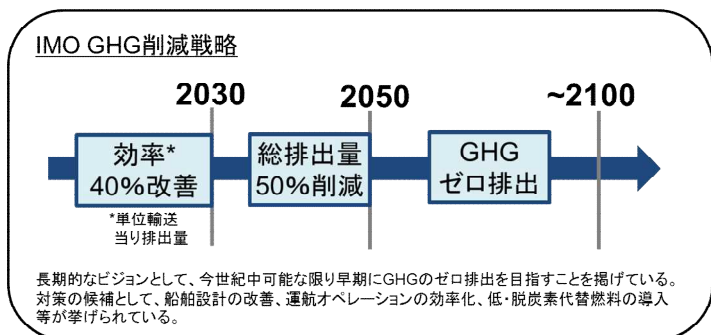 IMO GHG削減戦略
2030
2050
~2100
効率*
40%改善
総排出量
50%削減
GHG
ゼロ排出
*単位輸送
当り排出量
長期的なビジョンとして、今世紀中可能な限り早期にGHGのゼロ排出を目指すことを掲げている。
対策の候補として、船舶設計の改善、運航オペレーションの効率化、低・脱炭素代替燃料の導入
等が挙げられている。